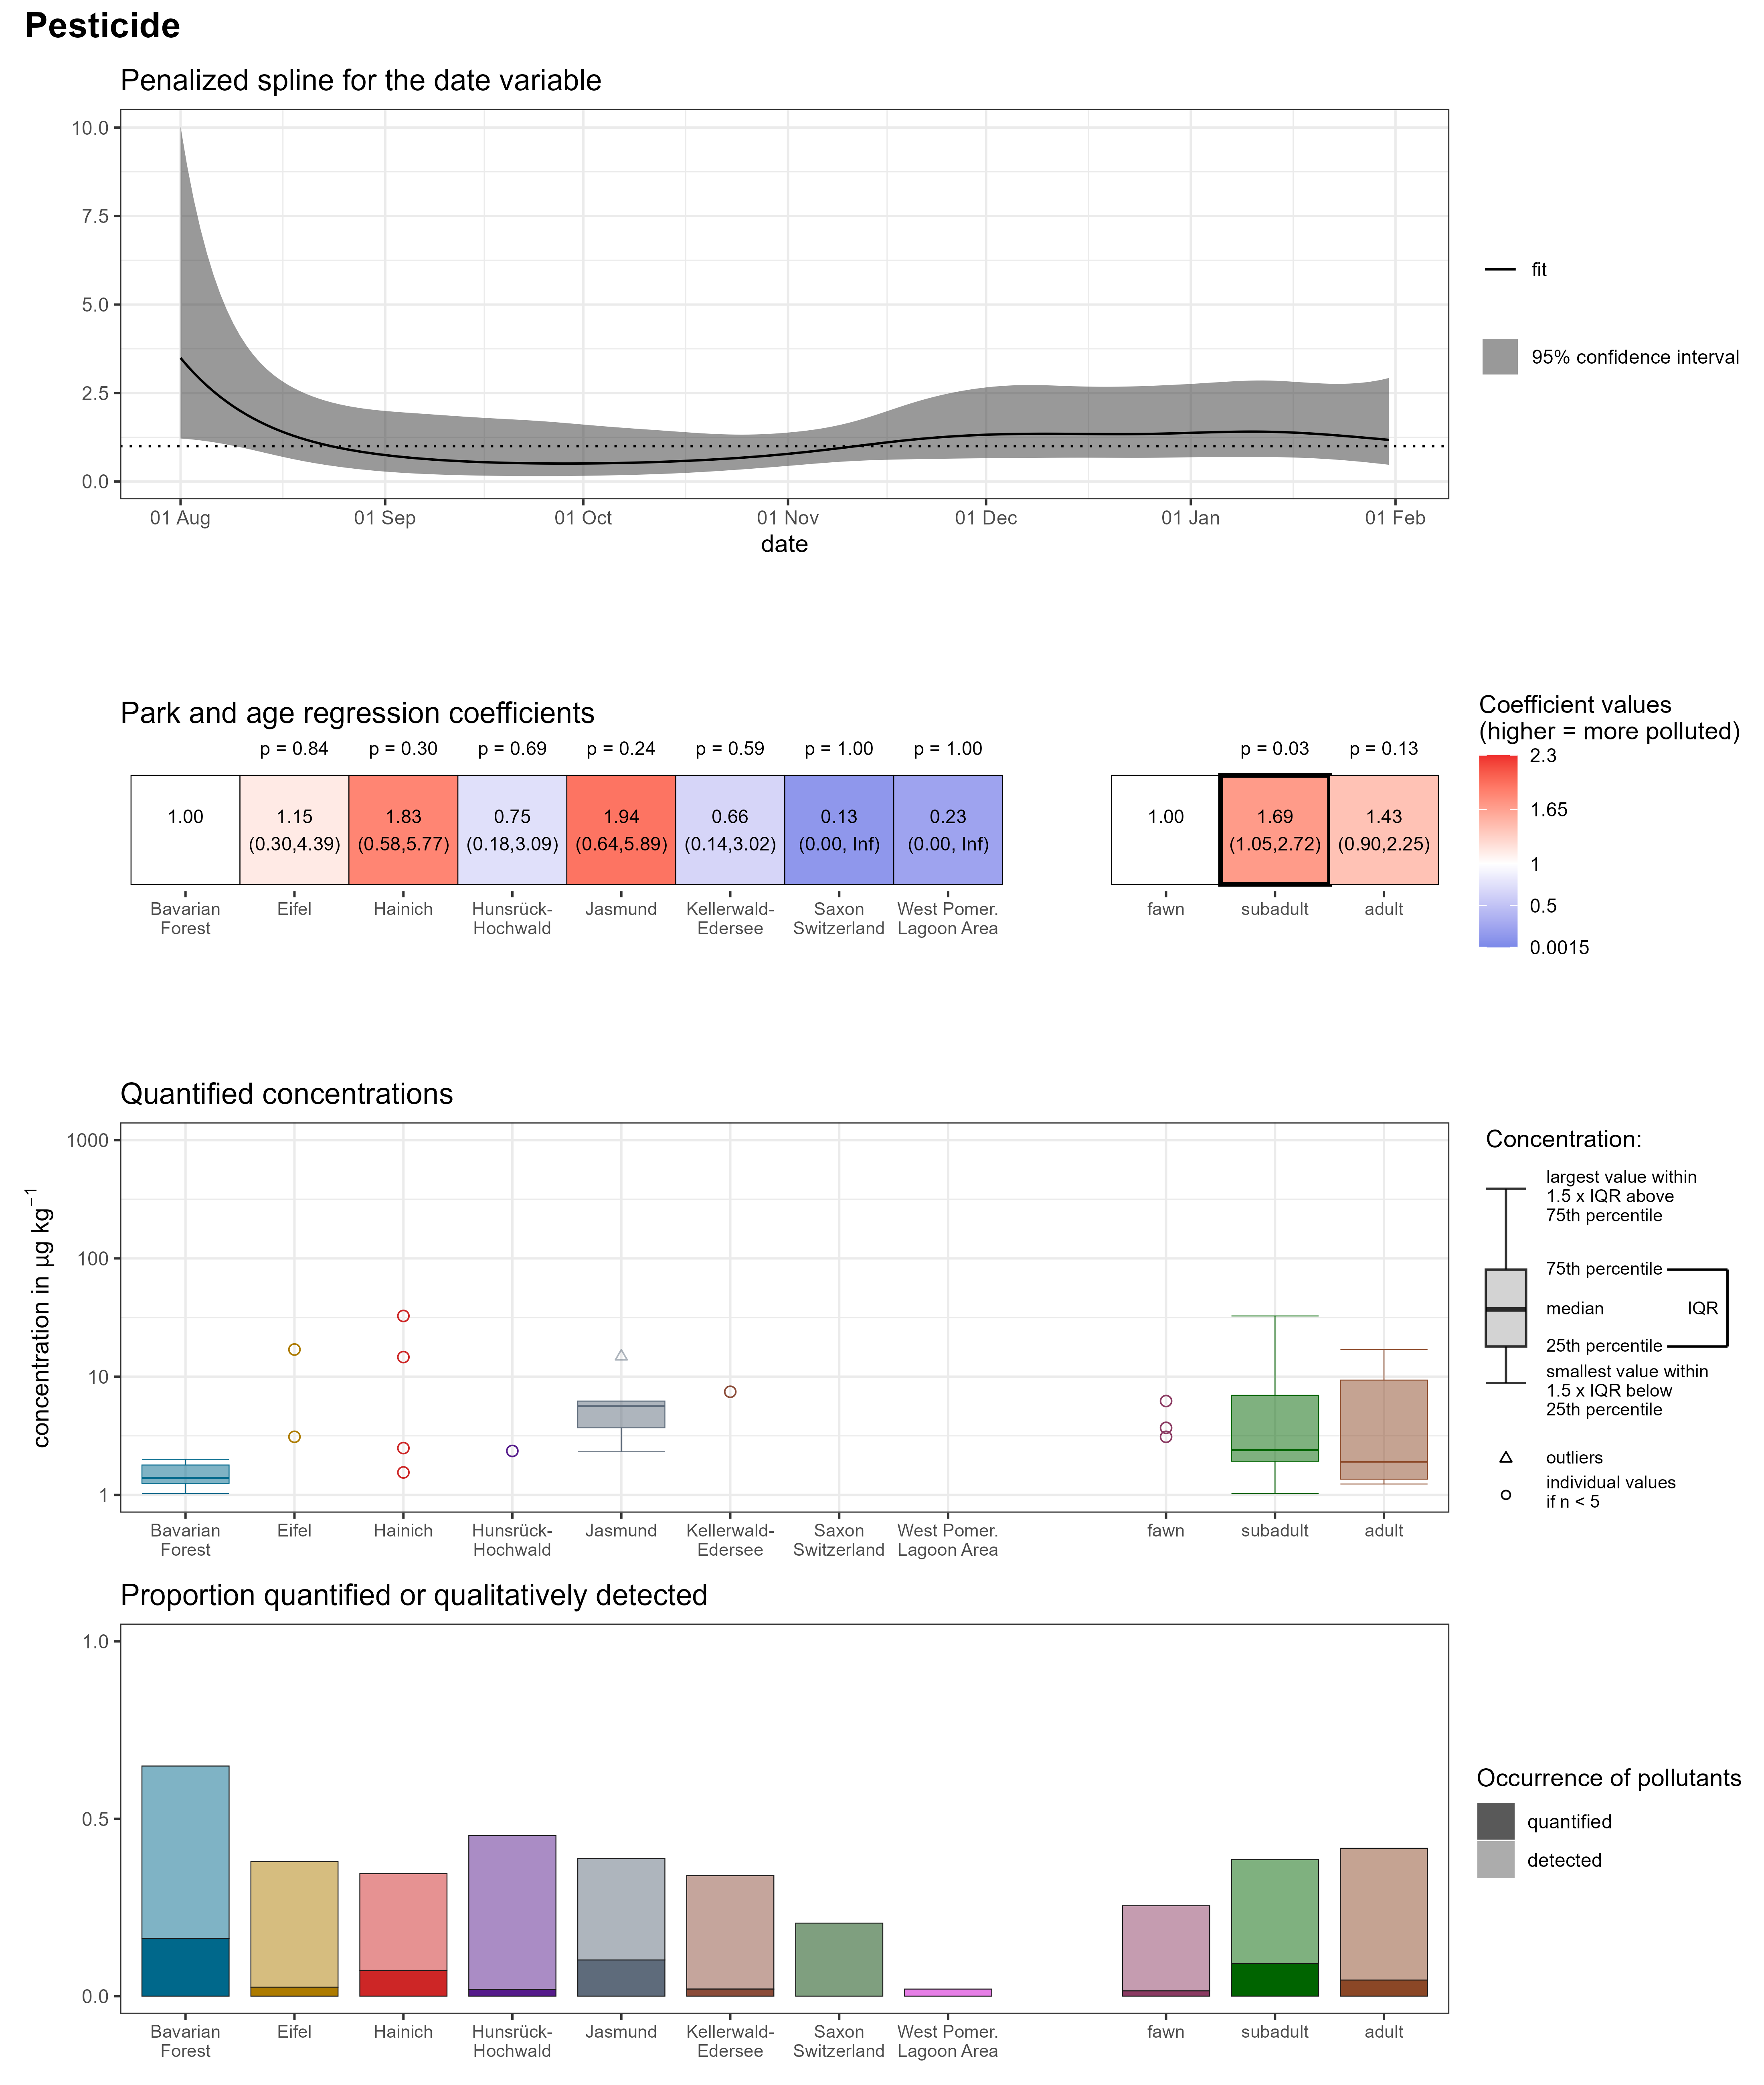 Pesticide
Penalized spline for the date variable
10.0
7.5
5.0
2.5
0.0
01 Aug
01 Sep
01 Oct
01 Nov
01 Dec
01 Jan
01 Feb
date
fit
95% confidence interval
Park and age regression coefficients
p = 0.84
p = 0.30
p = 0.69
p = 0.24
p = 0.59
p = 1.00
p = 1.00
p = 0.03
p = 0.13
1.00
1.15
(0.30,4.39)
1.83
(0.58,5.77)
0.75
(0.18,3.09)
1.94
(0.64,5.89)
0.66
(0.14,3.02)
0.13
(0.00, Inf)
0.23
(0.00, Inf)
1.00
1.69
(1.05,2.72)
1.43
(0.90,2.25)
Bavarian
Forest
Eifel
Hainich
Hunsrück-
Hochwald
Jasmund
Kellerwald-
Edersee
Saxon
Switzerland
West Pomer.
Lagoon Area
fawn
subadult
adult
Coefficient values
(higher = more polluted)
2.3
1.65
1
0.5
0.0015
Quantified concentrations
concentration in µg kg⁻¹
1000
100
10
1
Bavarian
Forest
Eifel
Hainich
Hunsrück-
Hochwald
Jasmund
Kellerwald-
Edersee
Saxon
Switzerland
West Pomer.
Lagoon Area
fawn
subadult
adult
Concentration:
largest value within
1.5 x IQR above
75th percentile
75th percentile
median
IQR
25th percentile
smallest value within
1.5 x IQR below
25th percentile
outliers
individual values
if n < 5
Proportion quantified or qualitatively detected
1.0
0.5
0.0
Bavarian
Forest
Eifel
Hainich
Hunsrück-
Hochwald
Jasmund
Kellerwald-
Edersee
Saxon
Switzerland
West Pomer.
Lagoon Area
fawn
subadult
adult
Occurrence of pollutants
quantified
detected